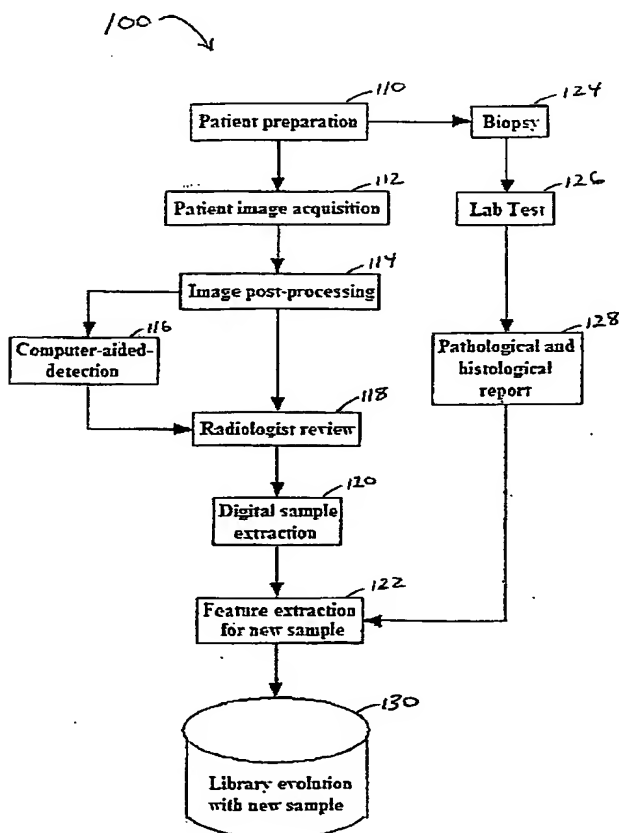 100
110
Patient preparation
124
Biopsy
112
Patient image acquisition
126
Lab Test
114
Image post-processing
116
Computer-aided-
detection
128
Pathological and
histological
report
118
Radiologist review
120
Digital sample
extraction
122
Feature extraction
for new sample
130
Library evolution
with new sample